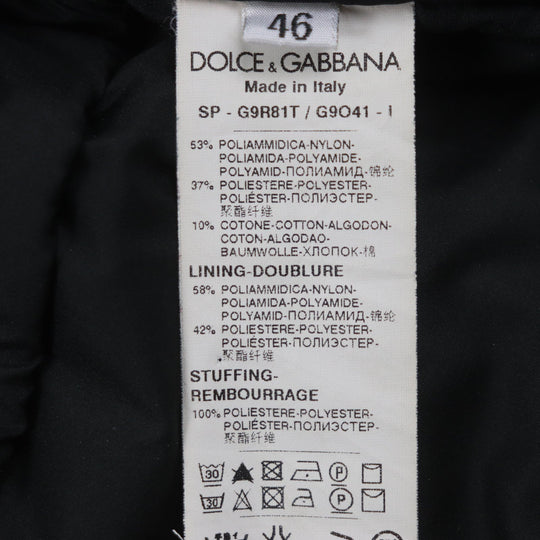 46
DOLCE & GABBANA
Made in Italy
SP - G9R81T / G9O41 - I
53% POLIAMMIDICA-NYLON-
POLIAMIDA-POLYAMIDE-
POLYAMID-ПОЛИАМИД-锦纶
37% POLIESTERE-POLYESTER-
POLIÉSTER-ПОЛИЭСТЕР-
聚酯纤维
10% COTONE-COTTON-ALGODON-
COTON-ALGODAO-
BAUMWOLLE-ХЛОПОК-棉
LINING-DOUBLURE
58% POLIAMMIDICA-NYLON-
POLIAMIDA-POLYAMIDE-
POLYAMID-ПОЛИАМИД-锦纶
42% POLIESTERE-POLYESTER-
POLIÉSTER-ПОЛИЭСТЕР-
聚酯纤维
STUFFING-
REMBOURRAGE
100% POLIESTERE-POLYESTER-
POLIÉSTER-ПОЛИЭСТЕР-
聚酯纤维
30 P
30 P